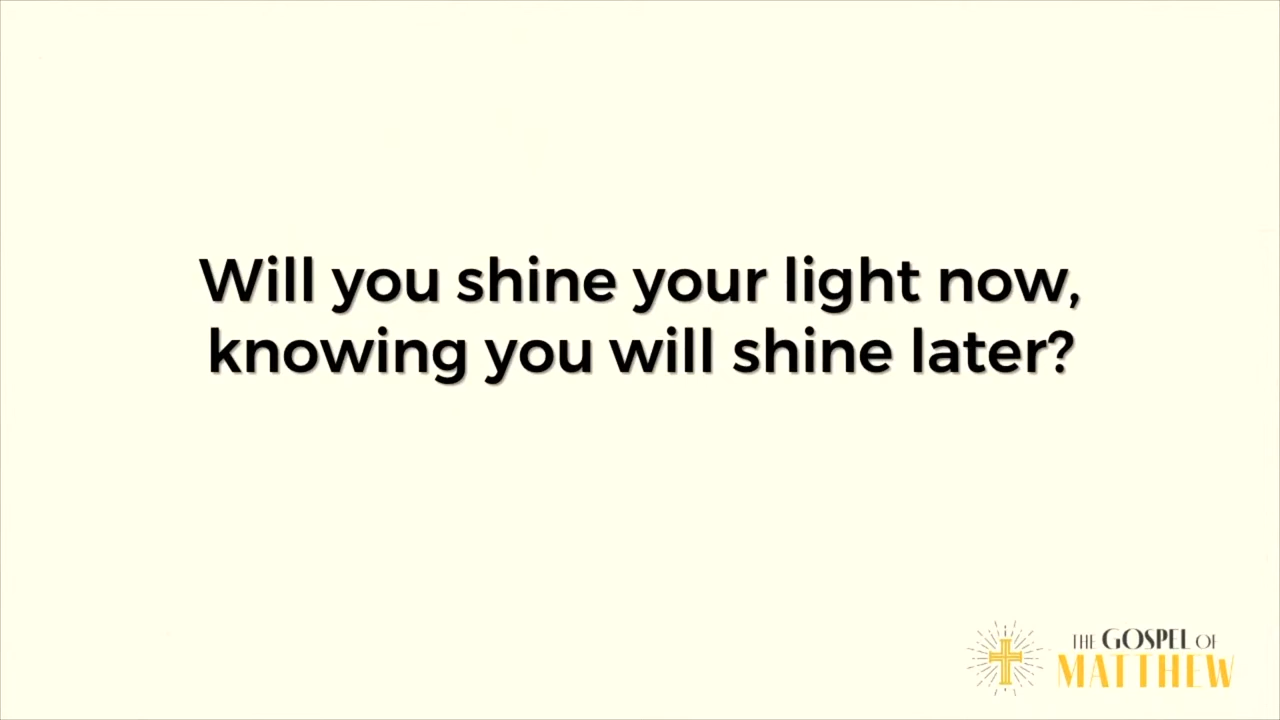 Will you shine your light now,
knowing you will shine later?
THE GOSPEL OF
MATTHEW